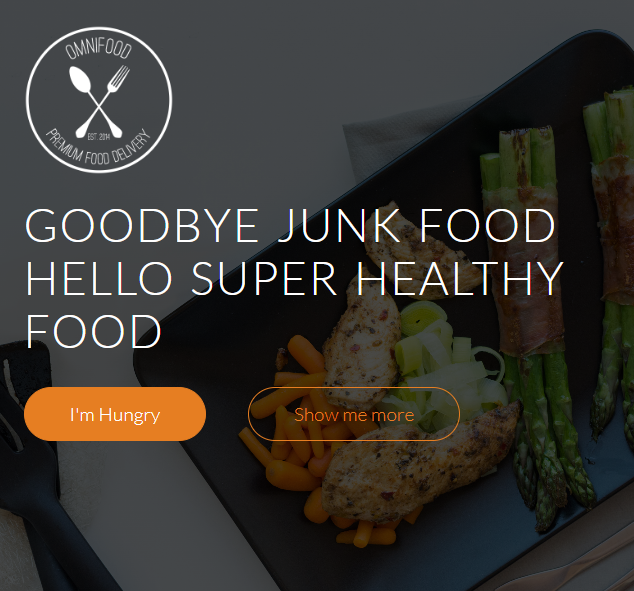 OMNIFOOD
EST. 2014
PREMIUM FOOD DELIVERY
GOODBYE JUNK FOOD
HELLO SUPER HEALTHY
FOOD
I'm Hungry
Show me more